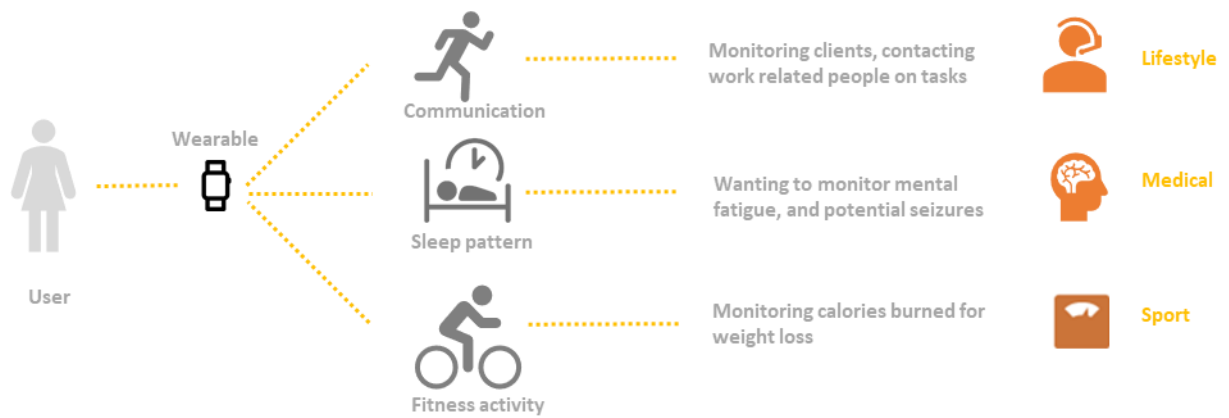 User
Wearable
Communication
Monitoring clients, contacting
work related people on tasks
Lifestyle
Sleep pattern
Wanting to monitor mental
fatigue, and potential seizures
Medical
Fitness activity
Monitoring calories burned for
weight loss
Sport